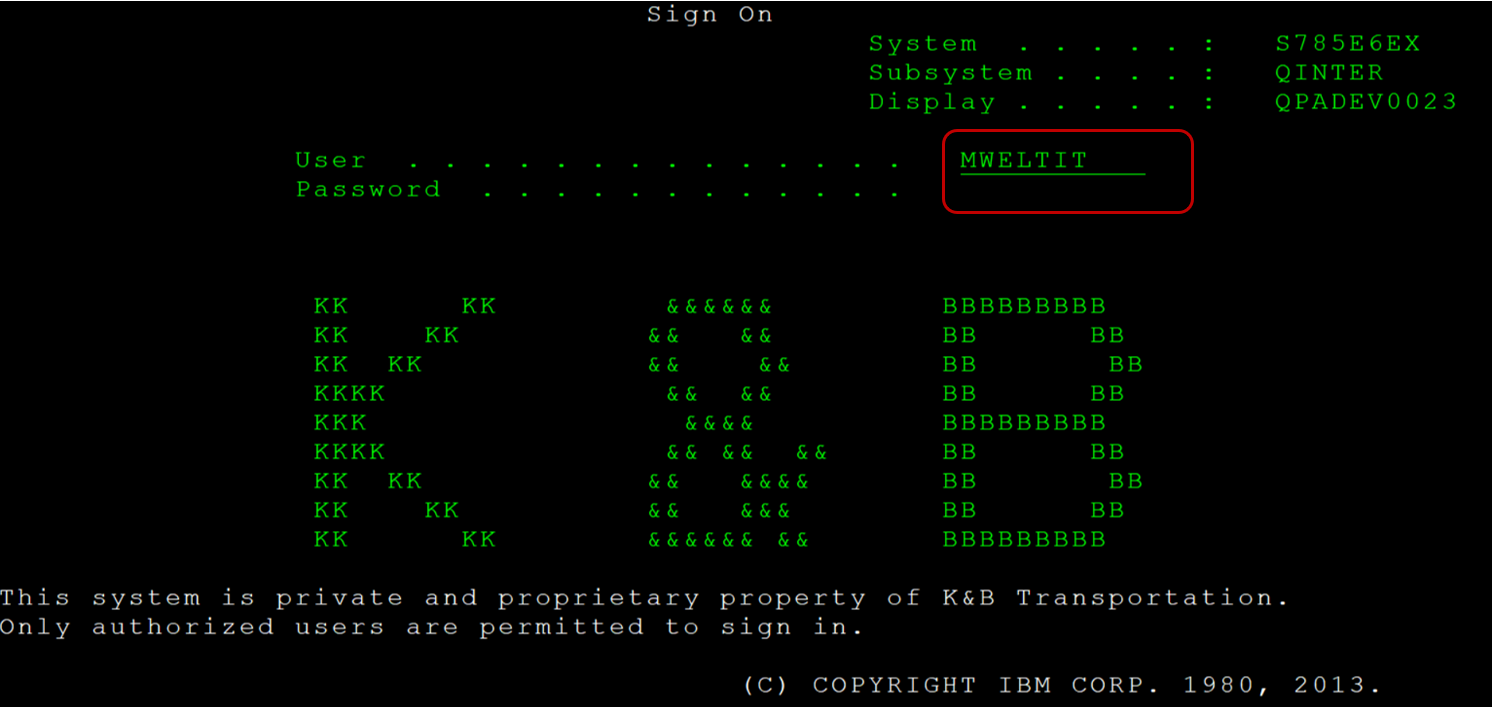 Sign On
System . . . . . : S785E6EX
Subsystem . . . . : QINTER
Display . . . . . : QPADEV0023
User . . . . . . . . . . . . . . MWELTIT
Password . . . . . . . . . . . .
KK KK &&&&&& BBBBBBBBB
KK KK && && BB BB
KK KK && && BB BB
KKKK && && BB BB
KKK &&&& BBBBBBBBB
KKKK && && && BB BB
KK KK && &&&& BB BB
KK KK && &&& BB BB
KK KK &&&&&& && BBBBBBBBB
This system is private and proprietary property of K&B Transportation.
Only authorized users are permitted to sign in.
(C) COPYRIGHT IBM CORP. 1980, 2013.